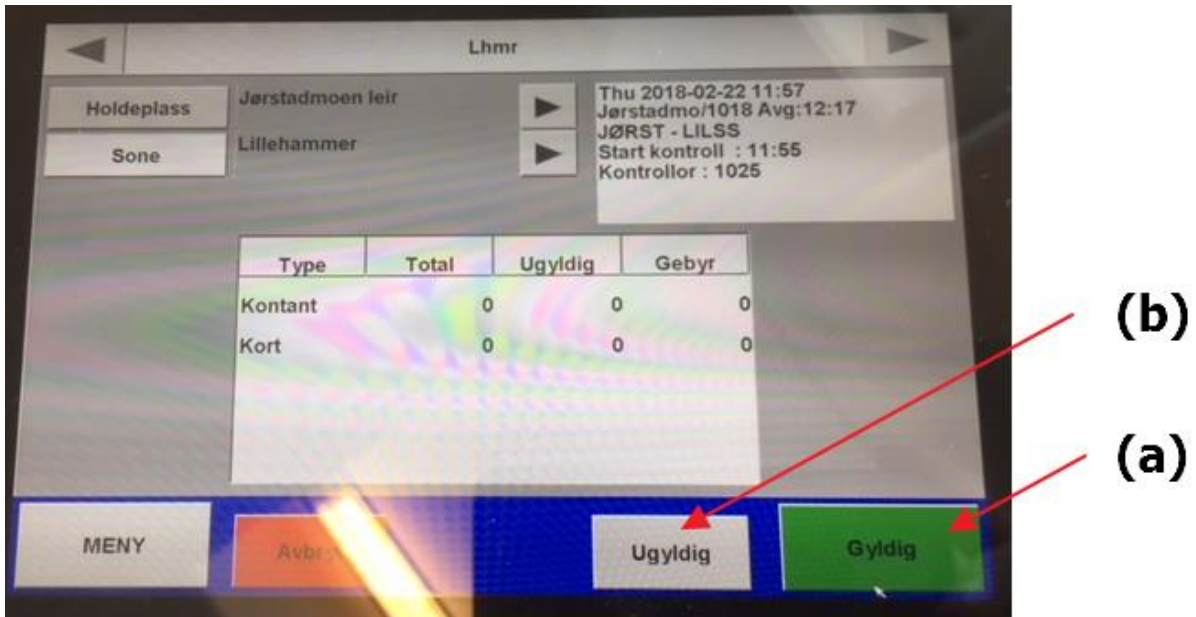 Lhmr
Holdeplass Jørstadmoen leir
Sone Lillehammer
Thu 2018-02-22 11:57
Jørstadmo/1018 Avg:12:17
JØRST - LILSS
Start kontroll : 11:55
Kontrollor : 1025
Type Total Ugyldig Gebyr
Kontant 0 0 0
Kort 0 0 0
(b)
(a)
MENY Ugyldig Gyldig